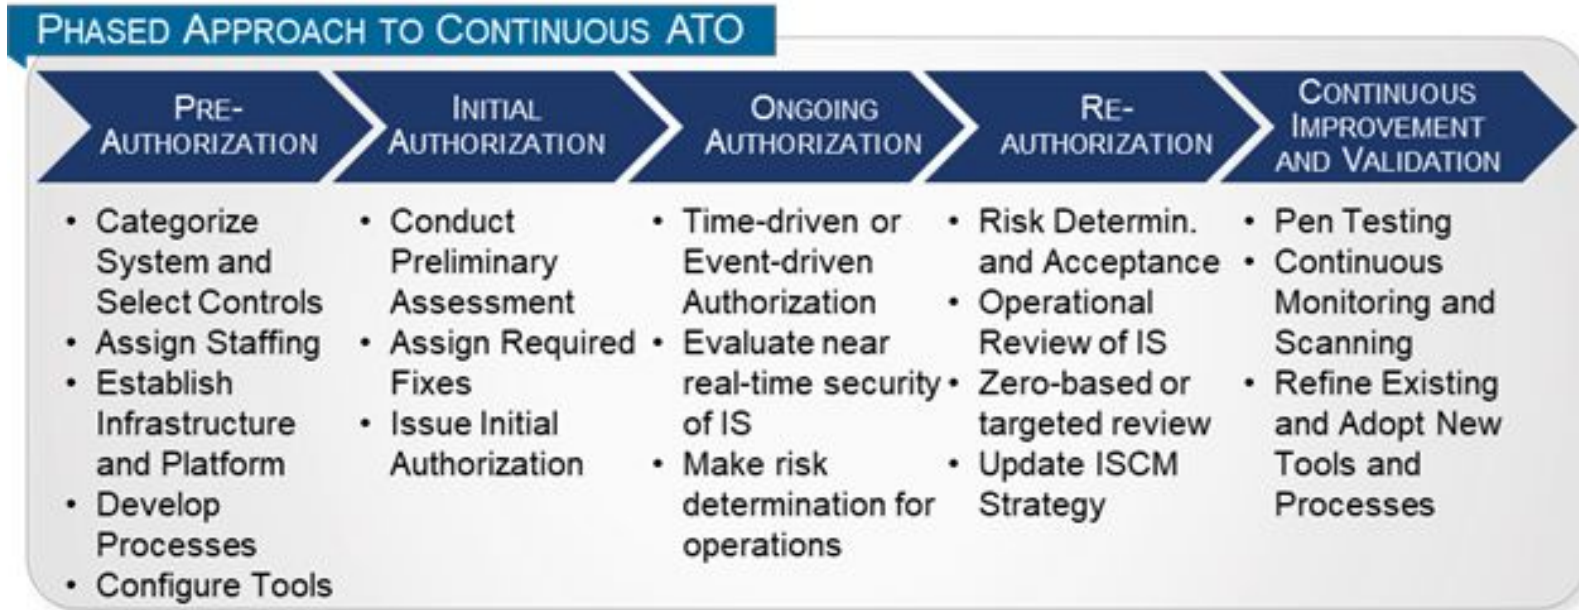 PHASED APPROACH TO CONTINUOUS ATO
PRE-
AUTHORIZATION
• Categorize
System and
Select Controls
• Assign Staffing
• Establish
Infrastructure
and Platform
• Develop
Processes
• Configure Tools
INITIAL
AUTHORIZATION
• Conduct
Preliminary
Assessment
• Assign Required
Fixes
• Issue Initial
Authorization
ONGOING
AUTHORIZATION
• Time-driven or
Event-driven
Authorization
• Evaluate near
real-time security
of IS
• Make risk
determination for
operations
RE-
AUTHORIZATION
• Risk Determin.
and Acceptance
• Operational
Review of IS
• Zero-based or
targeted review
• Update ISCM
Strategy
CONTINUOUS
IMPROVEMENT
AND VALIDATION
• Pen Testing
• Continuous
Monitoring and
Scanning
• Refine Existing
and Adopt New
Tools and
Processes